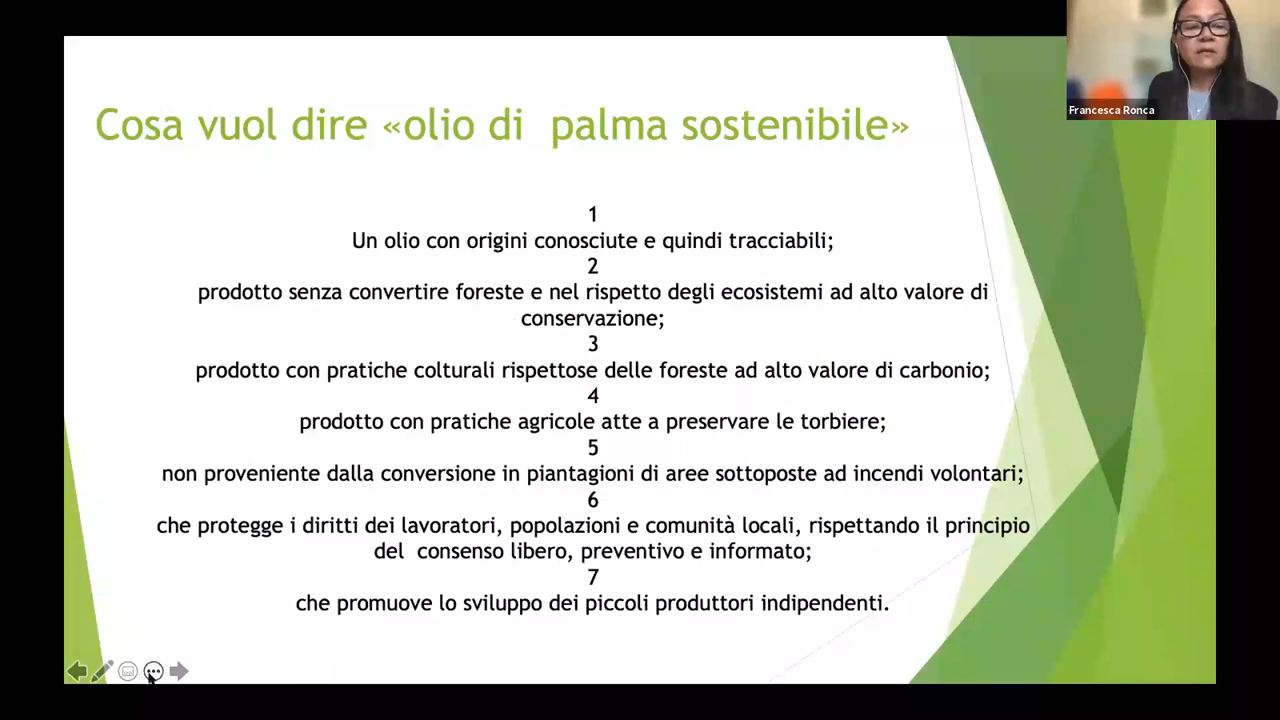 Francesca Ronca
Cosa vuol dire «olio di  palma sostenibile»
1
Un olio con origini conosciute e quindi tracciabili;
2
prodotto senza convertire foreste e nel rispetto degli ecosistemi ad alto valore di
conservazione;
3
prodotto con pratiche colturali rispettose delle foreste ad alto valore di carbonio;
4
prodotto con pratiche agricole atte a preservare le torbiere;
5
non proveniente dalla conversione in piantagioni di aree sottoposte ad incendi volontari;
6
che protegge i diritti dei lavoratori, popolazioni e comunità locali, rispettando il principio
del  consenso libero, preventivo e informato;
7
che promuove lo sviluppo dei piccoli produttori indipendenti.